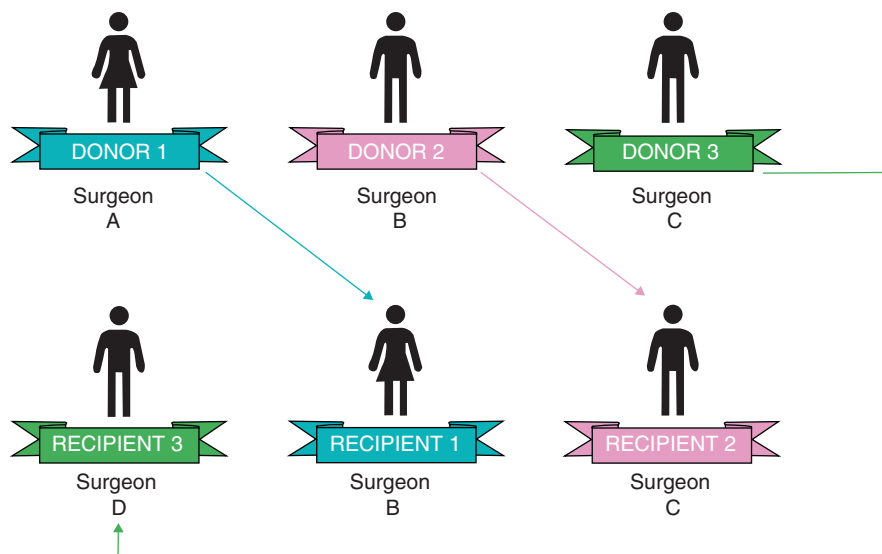 DONOR 1
DONOR 2
DONOR 3
Surgeon
A
Surgeon
B
Surgeon
C
RECIPIENT 3
RECIPIENT 1
RECIPIENT 2
Surgeon
D
Surgeon
B
Surgeon
C